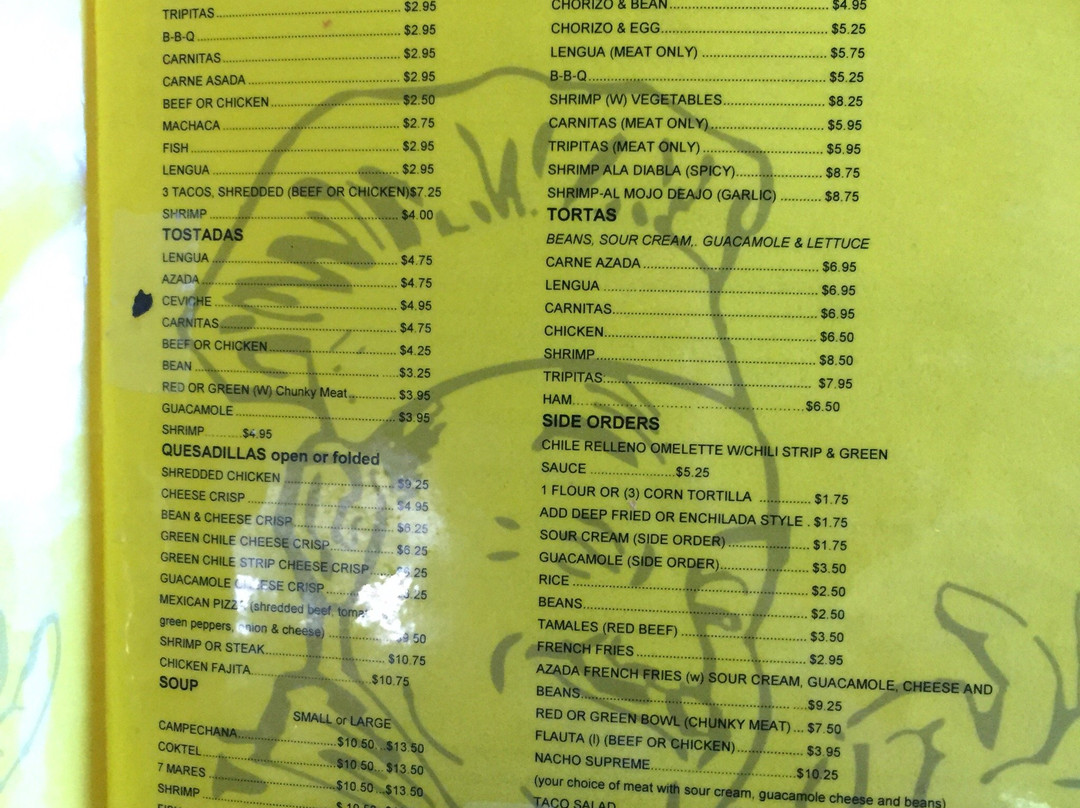 TRIPITAS $2.95
B-B-Q $2.95
CARNITAS $2.95
CARNE ASADA $2.95
BEEF OR CHICKEN $2.50
MACHACA $2.75
FISH $2.95
LENGUA $2.95
3 TACOS, SHREDDED (BEEF OR CHICKEN)$7.25
SHRIMP $4.00
TOSTADAS
LENGUA $4.75
AZADA $4.75
CEVICHE $4.95
CARNITAS $4.75
BEEF OR CHICKEN $4.25
BEAN $3.25
RED OR GREEN (W) Chunky Meat $3.95
GUACAMOLE $3.95
SHRIMP $4.95
QUESADILLAS open or folded
SHREDDED CHICKEN $9.25
CHEESE CRISP $4.95
BEAN & CHEESE CRISP $6.25
GREEN CHILE CHEESE CRISP $6.25
GREEN CHILE STRIP CHEESE CRISP
GUACAMOLE CHEESE CRISP
MEXICAN PIZZA (shredded beef,
green peppers, onion & cheese) $9.50
SHRIMP OR STEAK $10.75
CHICKEN FAJITA $10.75
SOUP
SMALL or LARGE
CAMPECHANA $10.50 $13.50
COKTEL $10.50 $13.50
7 MARES $10.50 $13.50
SHRIMP
CHORIZO & BEAN $4.95
CHORIZO & EGG $5.25
LENGUA (MEAT ONLY) $5.75
B-B-Q $5.25
SHRIMP (W) VEGETABLES $8.25
CARNITAS (MEAT ONLY) $5.95
TRIPITAS (MEAT ONLY) $5.95
SHRIMP ALA DIABLA (SPICY) $8.75
SHRIMP-AL MOJO DEAJO (GARLIC) $8.75
TORTAS
BEANS, SOUR CREAM,. GUACAMOLE & LETTUCE
CARNE AZADA $6.95
LENGUA $6.95
CARNITAS $6.95
CHICKEN $6.50
SHRIMP $8.50
TRIPITAS $7.95
HAM $6.50
SIDE ORDERS
CHILE RELLENO OMELETTE W/CHILI STRIP & GREEN
SAUCE $5.25
1 FLOUR OR (3) CORN TORTILLA $1.75
ADD DEEP FRIED OR ENCHILADA STYLE . $1.75
SOUR CREAM (SIDE ORDER) $1.75
GUACAMOLE (SIDE ORDER) $3.50
RICE $2.50
BEANS $2.50
TAMALES (RED BEEF) $3.50
FRENCH FRIES $2.95
AZADA FRENCH FRIES (w) SOUR CREAM, GUACAMOLE, CHEESE AND
BEANS $9.25
RED OR GREEN BOWL (CHUNKY MEAT) ... $7.50
FLAUTA (I) (BEEF OR CHICKEN) $3.95
NACHO SUPREME $10.25
(your choice of meat with sour cream, guacamole cheese and beans)
TACO SALAD